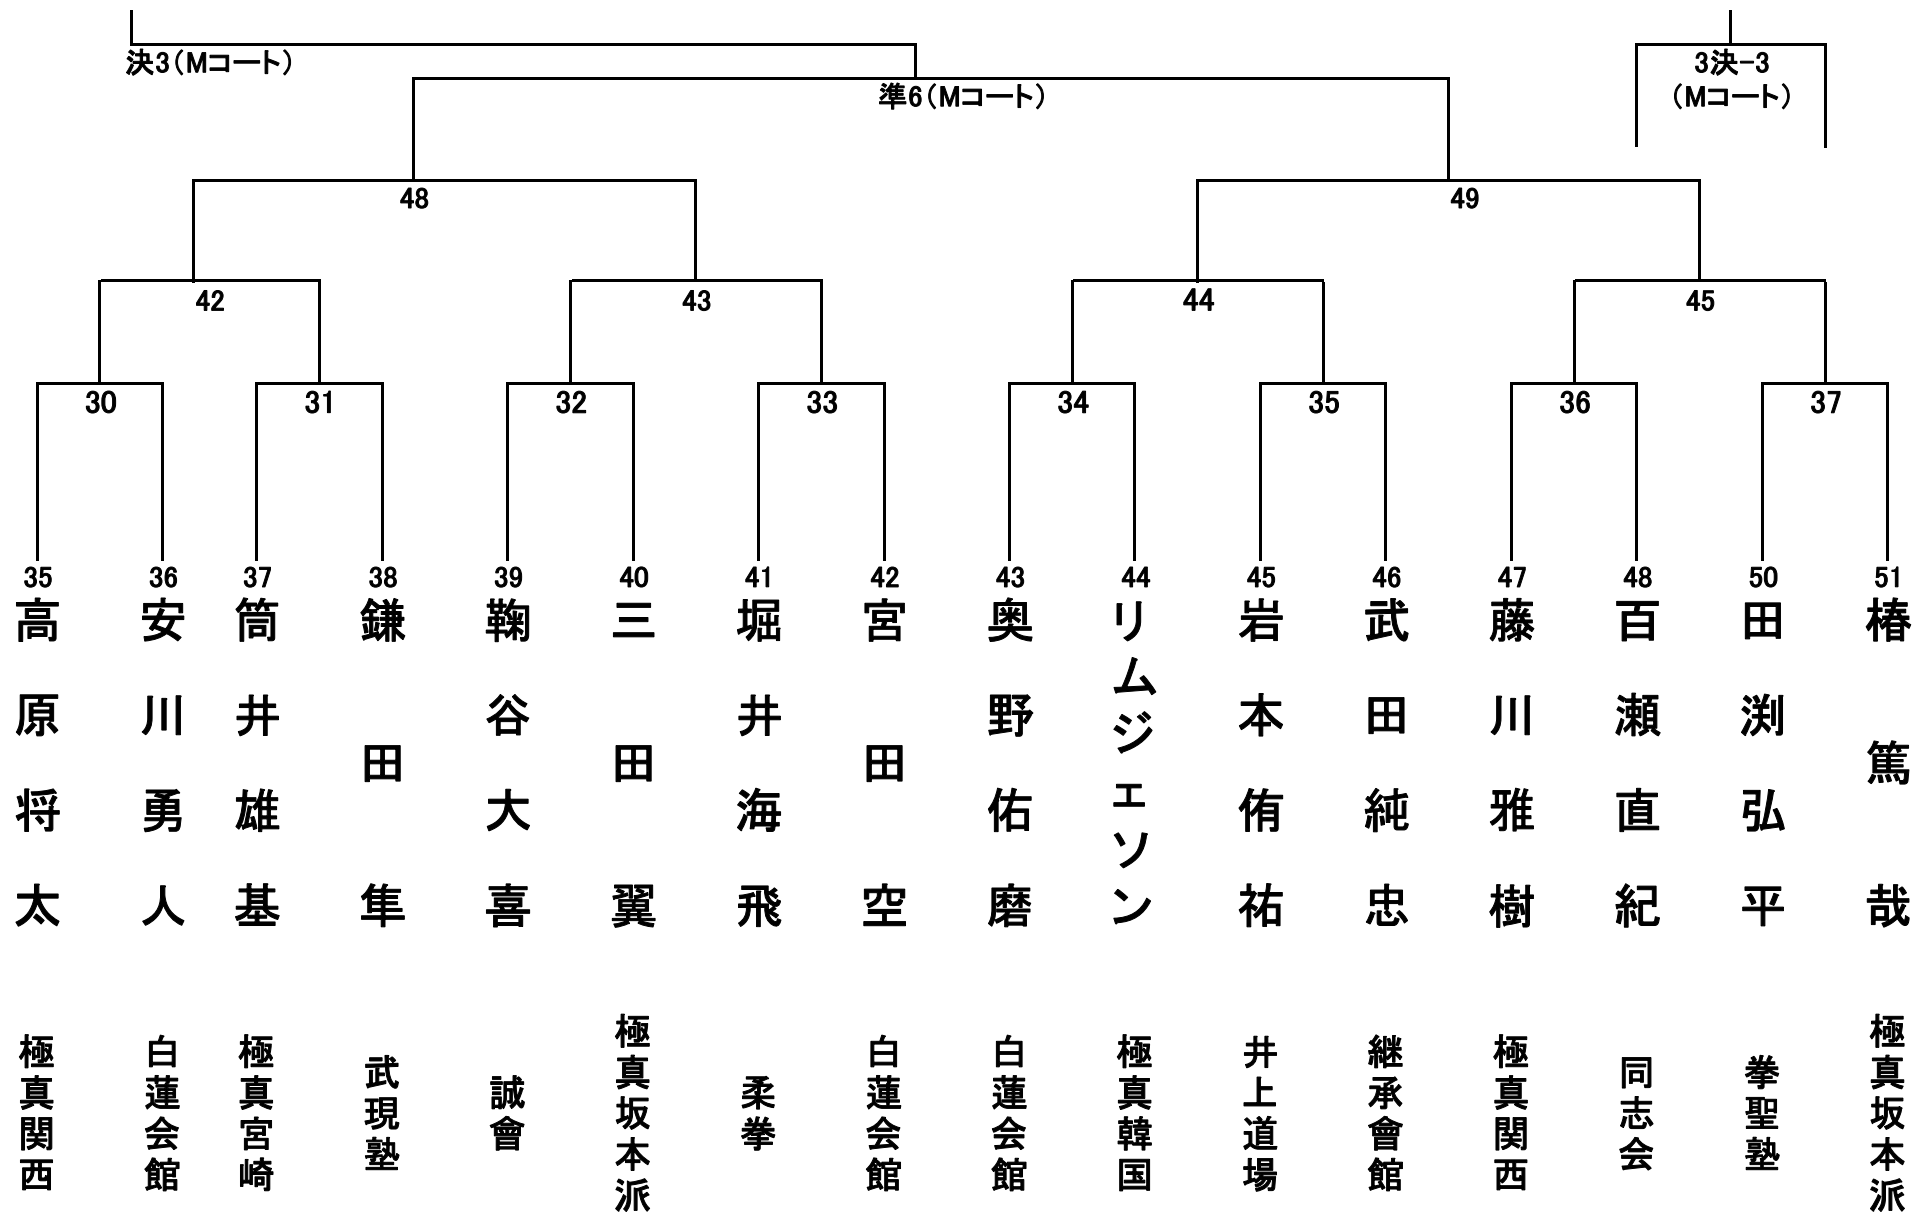 決3(Mコート)
3決-3
(Mコート)
準6(Mコート)
48
49
42
43
44
45
30
31
32
33
34
35
36
37
35
36
37
38
39
40
41
42
43
44
45
46
47
48
50
51
高原将太
安川勇人
筒井雄基
鎌田隼
鞠谷大喜
三田翼
堀井海飛
宮田空
奥野佑磨
リムジェソン
岩本侑祐
武田純忠
藤川雅樹
百瀬直紀
田渕弘平
椿篤哉
極真関西
白蓮会館
極真宮崎
武現塾
誠會
極真坂本派
柔拳
白蓮会館
白蓮会館
極真韓国
井上道場
継承會館
極真関西
同志会
拳聖塾
極真坂本派